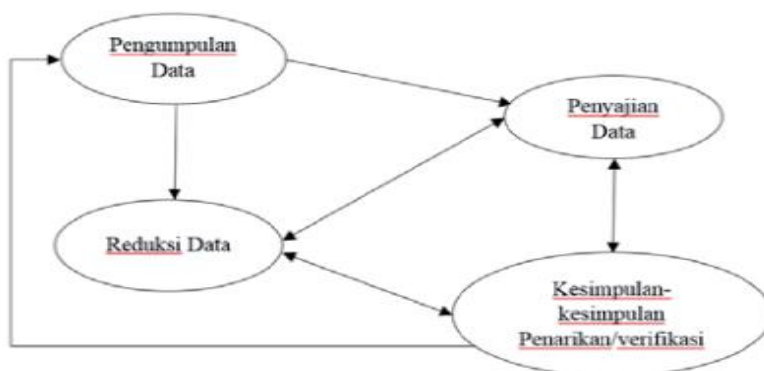 Pengumpulan
Data
Penyajian
Data
Reduksi Data
Kesimpulan-
kesimpulan
Penarikan/verifikasi